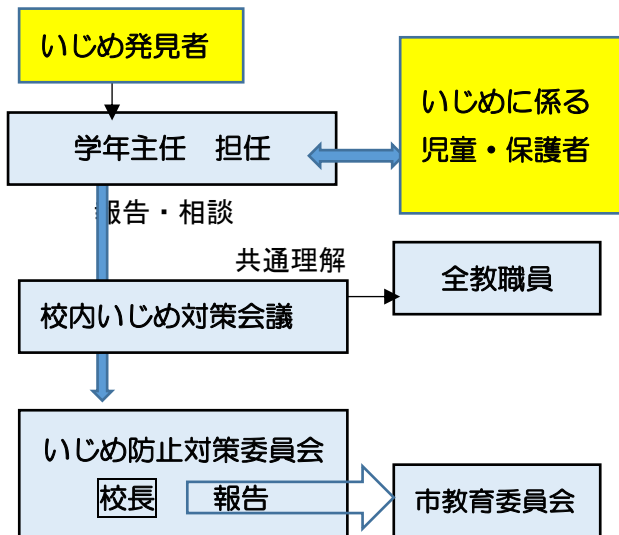 いじめ発見者
いじめに係る
児童・保護者
学年主任　担任
報告・相談
共通理解
全教職員
校内いじめ対策会議
いじめ防止対策委員会
校長
報告
市教育委員会